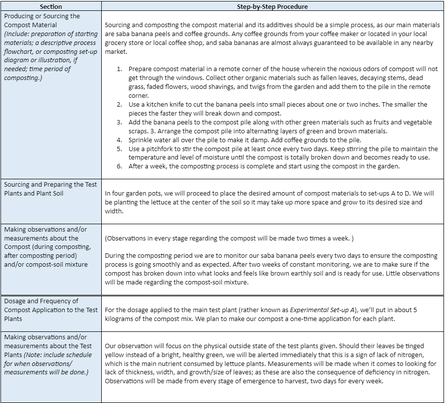 Section
Step-by-Step Procedure
Producing or Sourcing the
Compost Material
(Include: preparation of starting
materials; a descriptive process
flowchart, or composting set-up
diagram or illustration, if
needed; time period of
composting.)
Sourcing and composting the compost material and its additives should be a simple process, as our main materials
are saba banana peels and coffee grounds. Any coffee grounds from your coffee maker or located in your local
grocery store or local coffee shop, and saba bananas are almost always guaranteed to be available in any nearby
market.
1. Prepare compost material in a remote corner of the house wherein the noxious odors of compost will not
get through the windows. Collect other organic materials such as fallen leaves, decaying stems, dead
grass, faded flowers, wood shavings, and twigs from the garden and add them to the pile in the remote
corner.
2. Use a kitchen knife to cut the banana peels into small pieces about one or two inches. The smaller the
pieces the faster they will break down and compost.
3. Add the banana peels to the compost pile along with other green materials such as fruits and vegetable
scraps. 3. Arrange the compost pile into alternating layers of green and brown materials.
4. Sprinkle water all over the pile to make it damp. Add coffee grounds to the pile.
5. Use a pitchfork to stir the compost pile at least once every two days. Keep stirring the pile to maintain the
temperature and level of moisture until the compost is totally broken down and becomes ready to use.
6. After a week, the composting process is complete and start using the compost in the garden.
Sourcing and Preparing the Test
Plants and Plant Soil
In four garden pots, we will proceed to place the desired amount of compost materials to set-ups A to D. We will
be planting the lettuce at the center of the soil so it may take up more space and grow to its desired size and
width.
Making observations and/or
measurements about the
Compost (during composting,
after composting period)
and/or compost-soil mixture
(Observations in every stage regarding the compost will be made two times a week. )
During the composting period we are to monitor our saba banana peels every two days to ensure the composting
process is going smoothly and as expected. After two weeks of constant monitoring, we are to make sure if the
compost has broken down into what looks and feels like brown earthly soil and is ready for use. Little observations
will be made regarding the compost-soil mixture.
Dosage and Frequency of
Compost Application to the Test
Plants
For the dosage applied to the main test plant (rather known as Experimental Set-up A), we'll put in about 5
kilograms of the compost mix. We plan to make our compost a one-time application for each plant.
Making observations and/or
measurements about the Test
Plants (Note: include schedule
for when observations/
measurements will be done.)
Our observation will focus on the physical outside state of the test plants given. Should their leaves be tinged
yellow instead of a bright, healthy green, we will be alerted immediately that this is a sign of lack of nitrogen,
which is the main nutrient consumed by lettuce plants. Measurements will be made when it comes to looking for
lack of thickness, width, and growth/size of leaves; as these are also the consequence of deficiency in nitrogen.
Observations will be made from every stage of emergence to harvest, two days for every week.